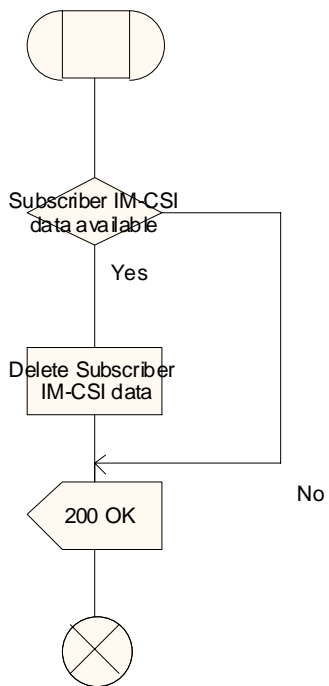 Subscriber IM-CSI
data available
Yes
Delete Subscriber
IM-CSI data
No
200 OK